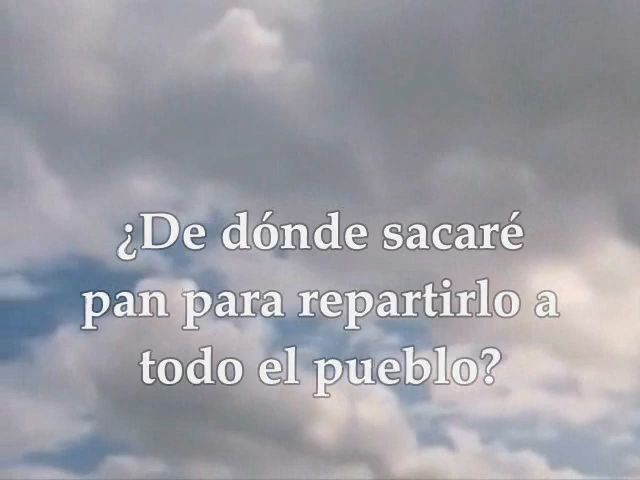 ¿De dónde sacaré
pan para repartirlo a
todo el pueblo?